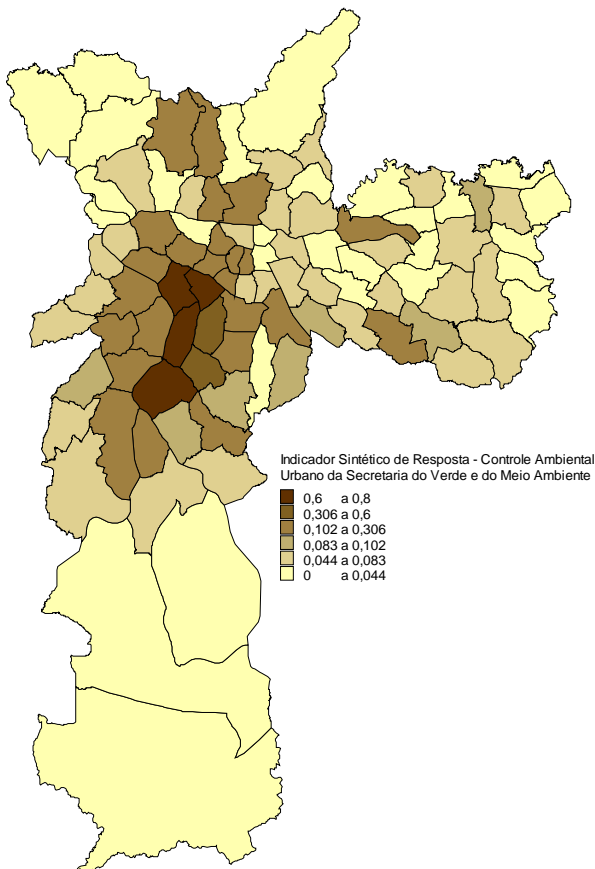 Indicador Sintético de Resposta - Controle Ambiental
Urbano da Secretaria do Verde e do Meio Ambiente
0,6 a 0,8
0,306 a 0,6
0,102 a 0,306
0,083 a 0,102
0,044 a 0,083
0 a 0,044